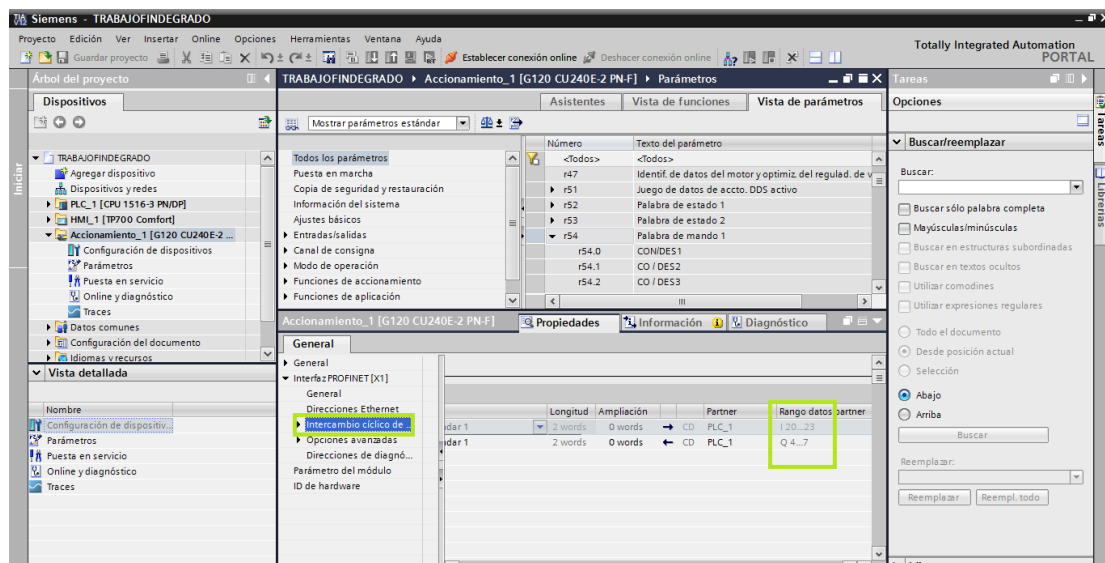 Siemens - TRABAJOFINDEGRADO
Proyecto Edición Ver Insertar Online Opciones Herramientas Ventana Ayuda
Guardar proyecto
Establecer conexión online
Deshacer conexión online
Totally Integrated Automation
PORTAL
Iniciar
Árbol del proyecto
Dispositivos
TRABAJOFINDEGRADO
Agregar dispositivo
Dispositivos y redes
PLC_1 [CPU 1516-3 PN/DP]
HMI_1 [TP700 Comfort]
Accionamiento_1 [G120 CU240E-2 ...
Configuración de dispositivos
Parámetros
Puesta en servicio
Online y diagnóstico
Traces
Datos comunes
Configuración del documento
Idiomas y recursos
Vista detallada
Nombre
Configuración de dispositiv...
Parámetros
Puesta en servicio
Online y diagnóstico
Traces
TRABAJOFINDEGRADO Accionamiento_1 [G120 CU240E-2 PN-F] Parámetros
Asistentes Vista de funciones Vista de parámetros
Mostrar parámetros estándar
Todos los parámetros
Puesta en marcha
Copia de seguridad y restauración
Información del sistema
Ajustes básicos
Entradas/salidas
Canal de consigna
Modo de operación
Funciones de accionamiento
Funciones de aplicación
Número Texto del parámetro
<Todos> <Todos>
r47 Identif. de datos del motor y optimiz. del regulad. de v
r51 Juego de datos de accto. DDS activo
r52 Palabra de estado 1
r53 Palabra de estado 2
r54 Palabra de mando 1
r54.0 CON/DES1
r54.1 CO / DES2
r54.2 CO / DES3
Accionamiento_1 [G120 CU240E-2 PN-F]
Propiedades Información Diagnóstico
General
General
Interfaz PROFINET [X1]
General
Direcciones Ethernet
Intercambio cíclico de ...
Opciones avanzadas
Direcciones de diagnó...
Parámetro del módulo
ID de hardware
Longitud Ampliación Partner Rango datos partner
dar 1 2 words 0 words CD PLC_1 I 20...23
dar 1 2 words 0 words CD PLC_1 Q 4...7
Tareas
Opciones
Buscar/reemplazar
Buscar:
Buscar sólo palabra completa
Mayúsculas/minúsculas
Buscar en estructuras subordinadas
Buscar en textos ocultos
Utilizar comodines
Utilizar expresiones regulares
Todo el documento
Desde posición actual
Selección
Abajo
Arriba
Buscar
Reemplazar:
Reemplazar Reempl. todo
Tareas
Librerías